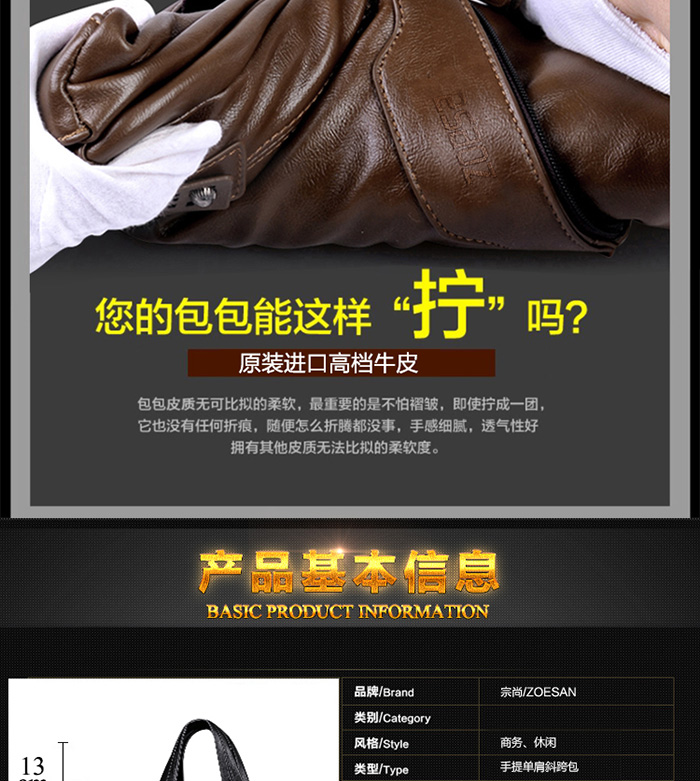 您的包包能这样“拧”吗?
原装进口高档牛皮
包包皮质无可比拟的柔软，最重要的是不怕褶皱，即使拧成一团，
它也没有任何折痕，随便怎么折腾都没事，手感细腻，透气性好
拥有其他皮质无法比拟的柔软度。
产品基本信息
BASIC PRODUCT INFORMATION
品牌/Brand 宗尚/ZOESAN
类别/Category
风格/Style 商务、休闲
类型/Type 手提单肩斜挎包
13